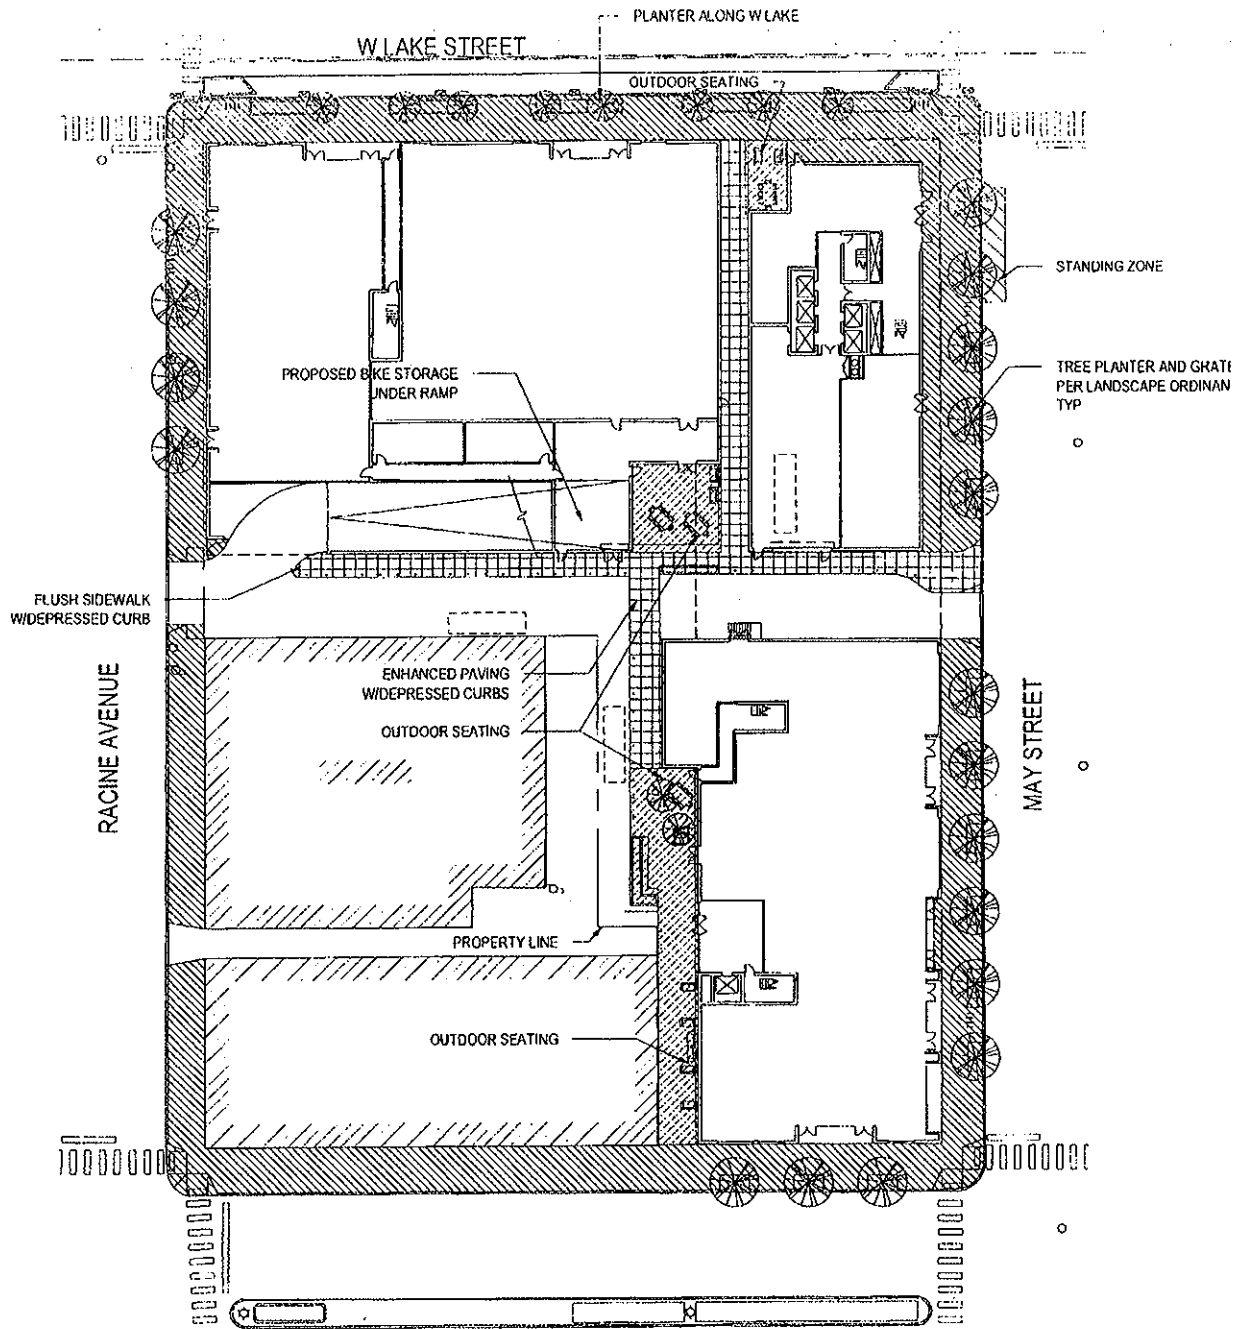 PLANTER ALONG W LAKE
W LAKE STREET
OUTDOOR SEATING
STANDING ZONE
TREE PLANTER AND GRATE
PER LANDSCAPE ORDINAN
TYP
PROPOSED BIKE STORAGE
UNDER RAMP
FLUSH SIDEWALK
W/DEPRESSED CURB
ENHANCED PAVING
W/DEPRESSED CURBS
OUTDOOR SEATING
RACINE AVENUE
MAY STREET
PROPERTY LINE
OUTDOOR SEATING